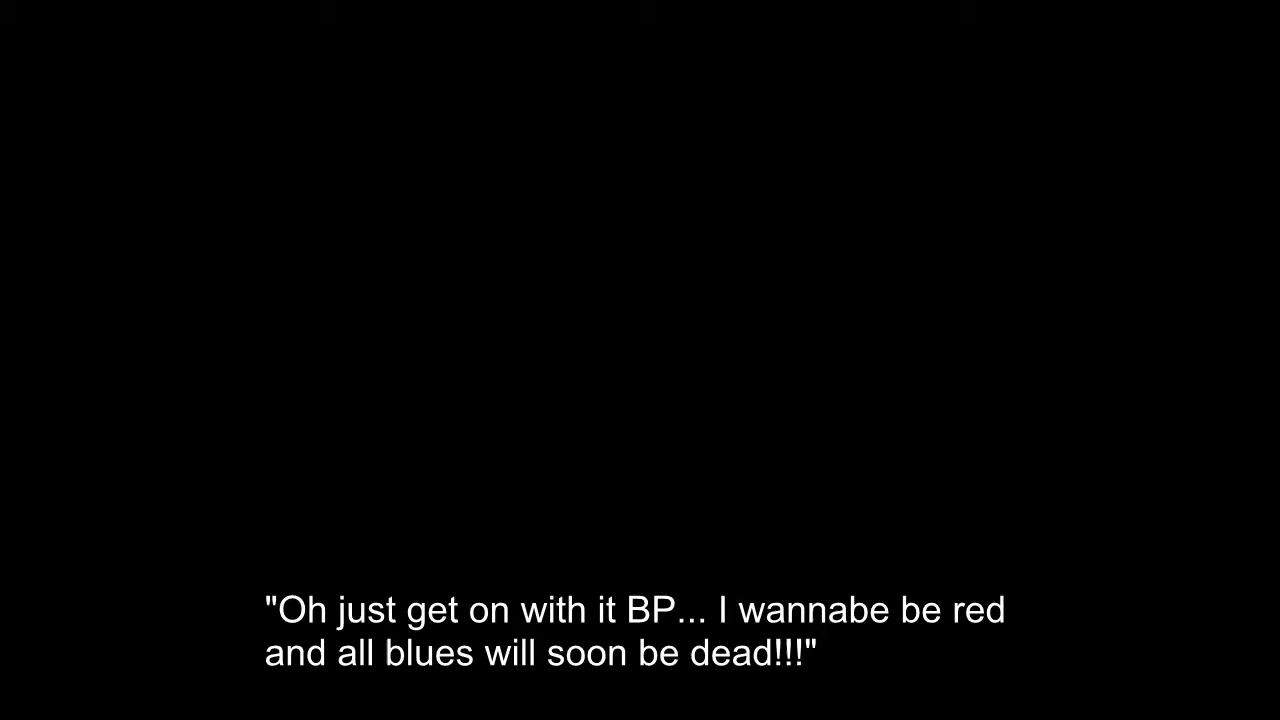 "Oh just get on with it BP... I wannabe be red
and all blues will soon be dead!!!"